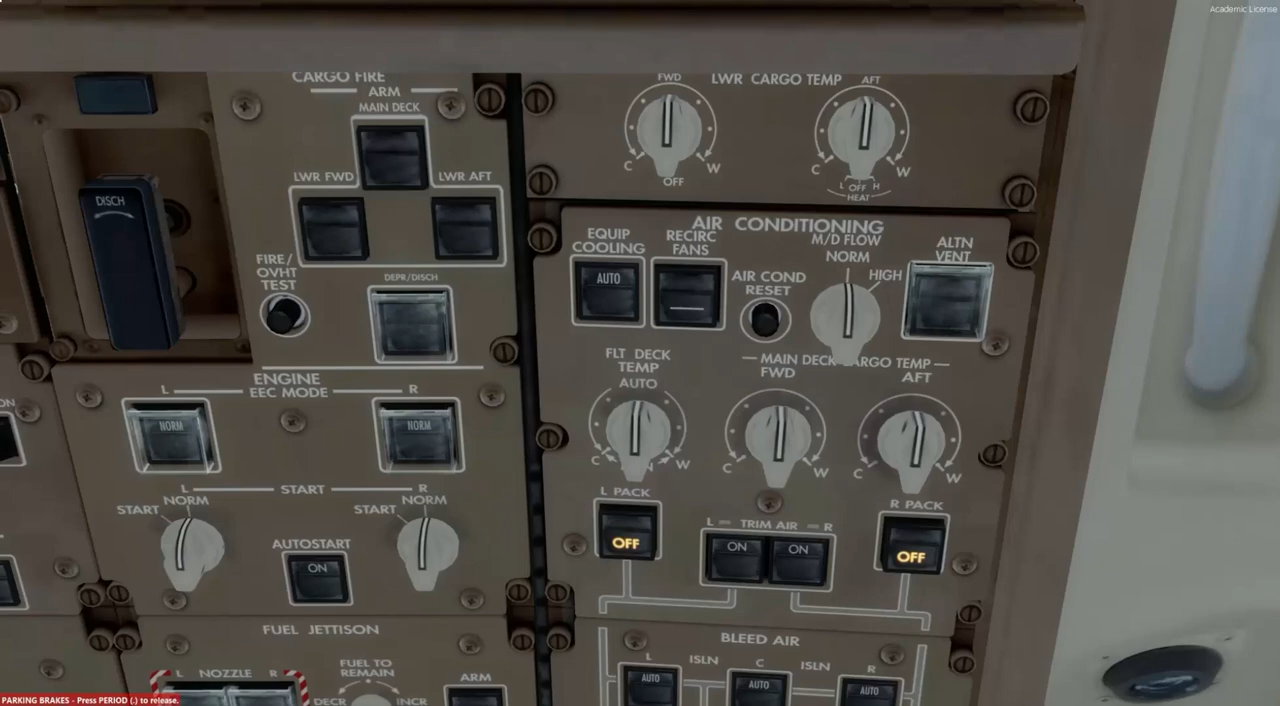 Academic License
CARGO FIRE
ARM
MAIN DECK
LWR FWD
LWR AFT
DISCH
FIRE/
OVHT
TEST
DEPR/DISCH
FWD
LWR CARGO TEMP
AFT
C
W
OFF
C
W
L OFF H
HEAT
AIR CONDITIONING
EQUIP
COOLING
AUTO
RECIRC
FANS
AIR COND
RESET
M/D FLOW
NORM
HIGH
ALTN
VENT
FLT DECK
TEMP
AUTO
C
W
MAIN DECK CARGO TEMP
FWD
AFT
C
W
C
W
ENGINE
L EEC MODE R
NORM
NORM
L START R
START
NORM
START
NORM
AUTOSTART
ON
L PACK
OFF
L TRIM AIR R
ON
ON
R PACK
OFF
FUEL JETTISON
L NOZZLE R
FUEL TO
REMAIN
DECR
INCR
ARM
BLEED AIR
L
ISLN
C
ISLN
R
AUTO
AUTO
AUTO
ON
PARKING BRAKES - Press PERIOD (.) to release.